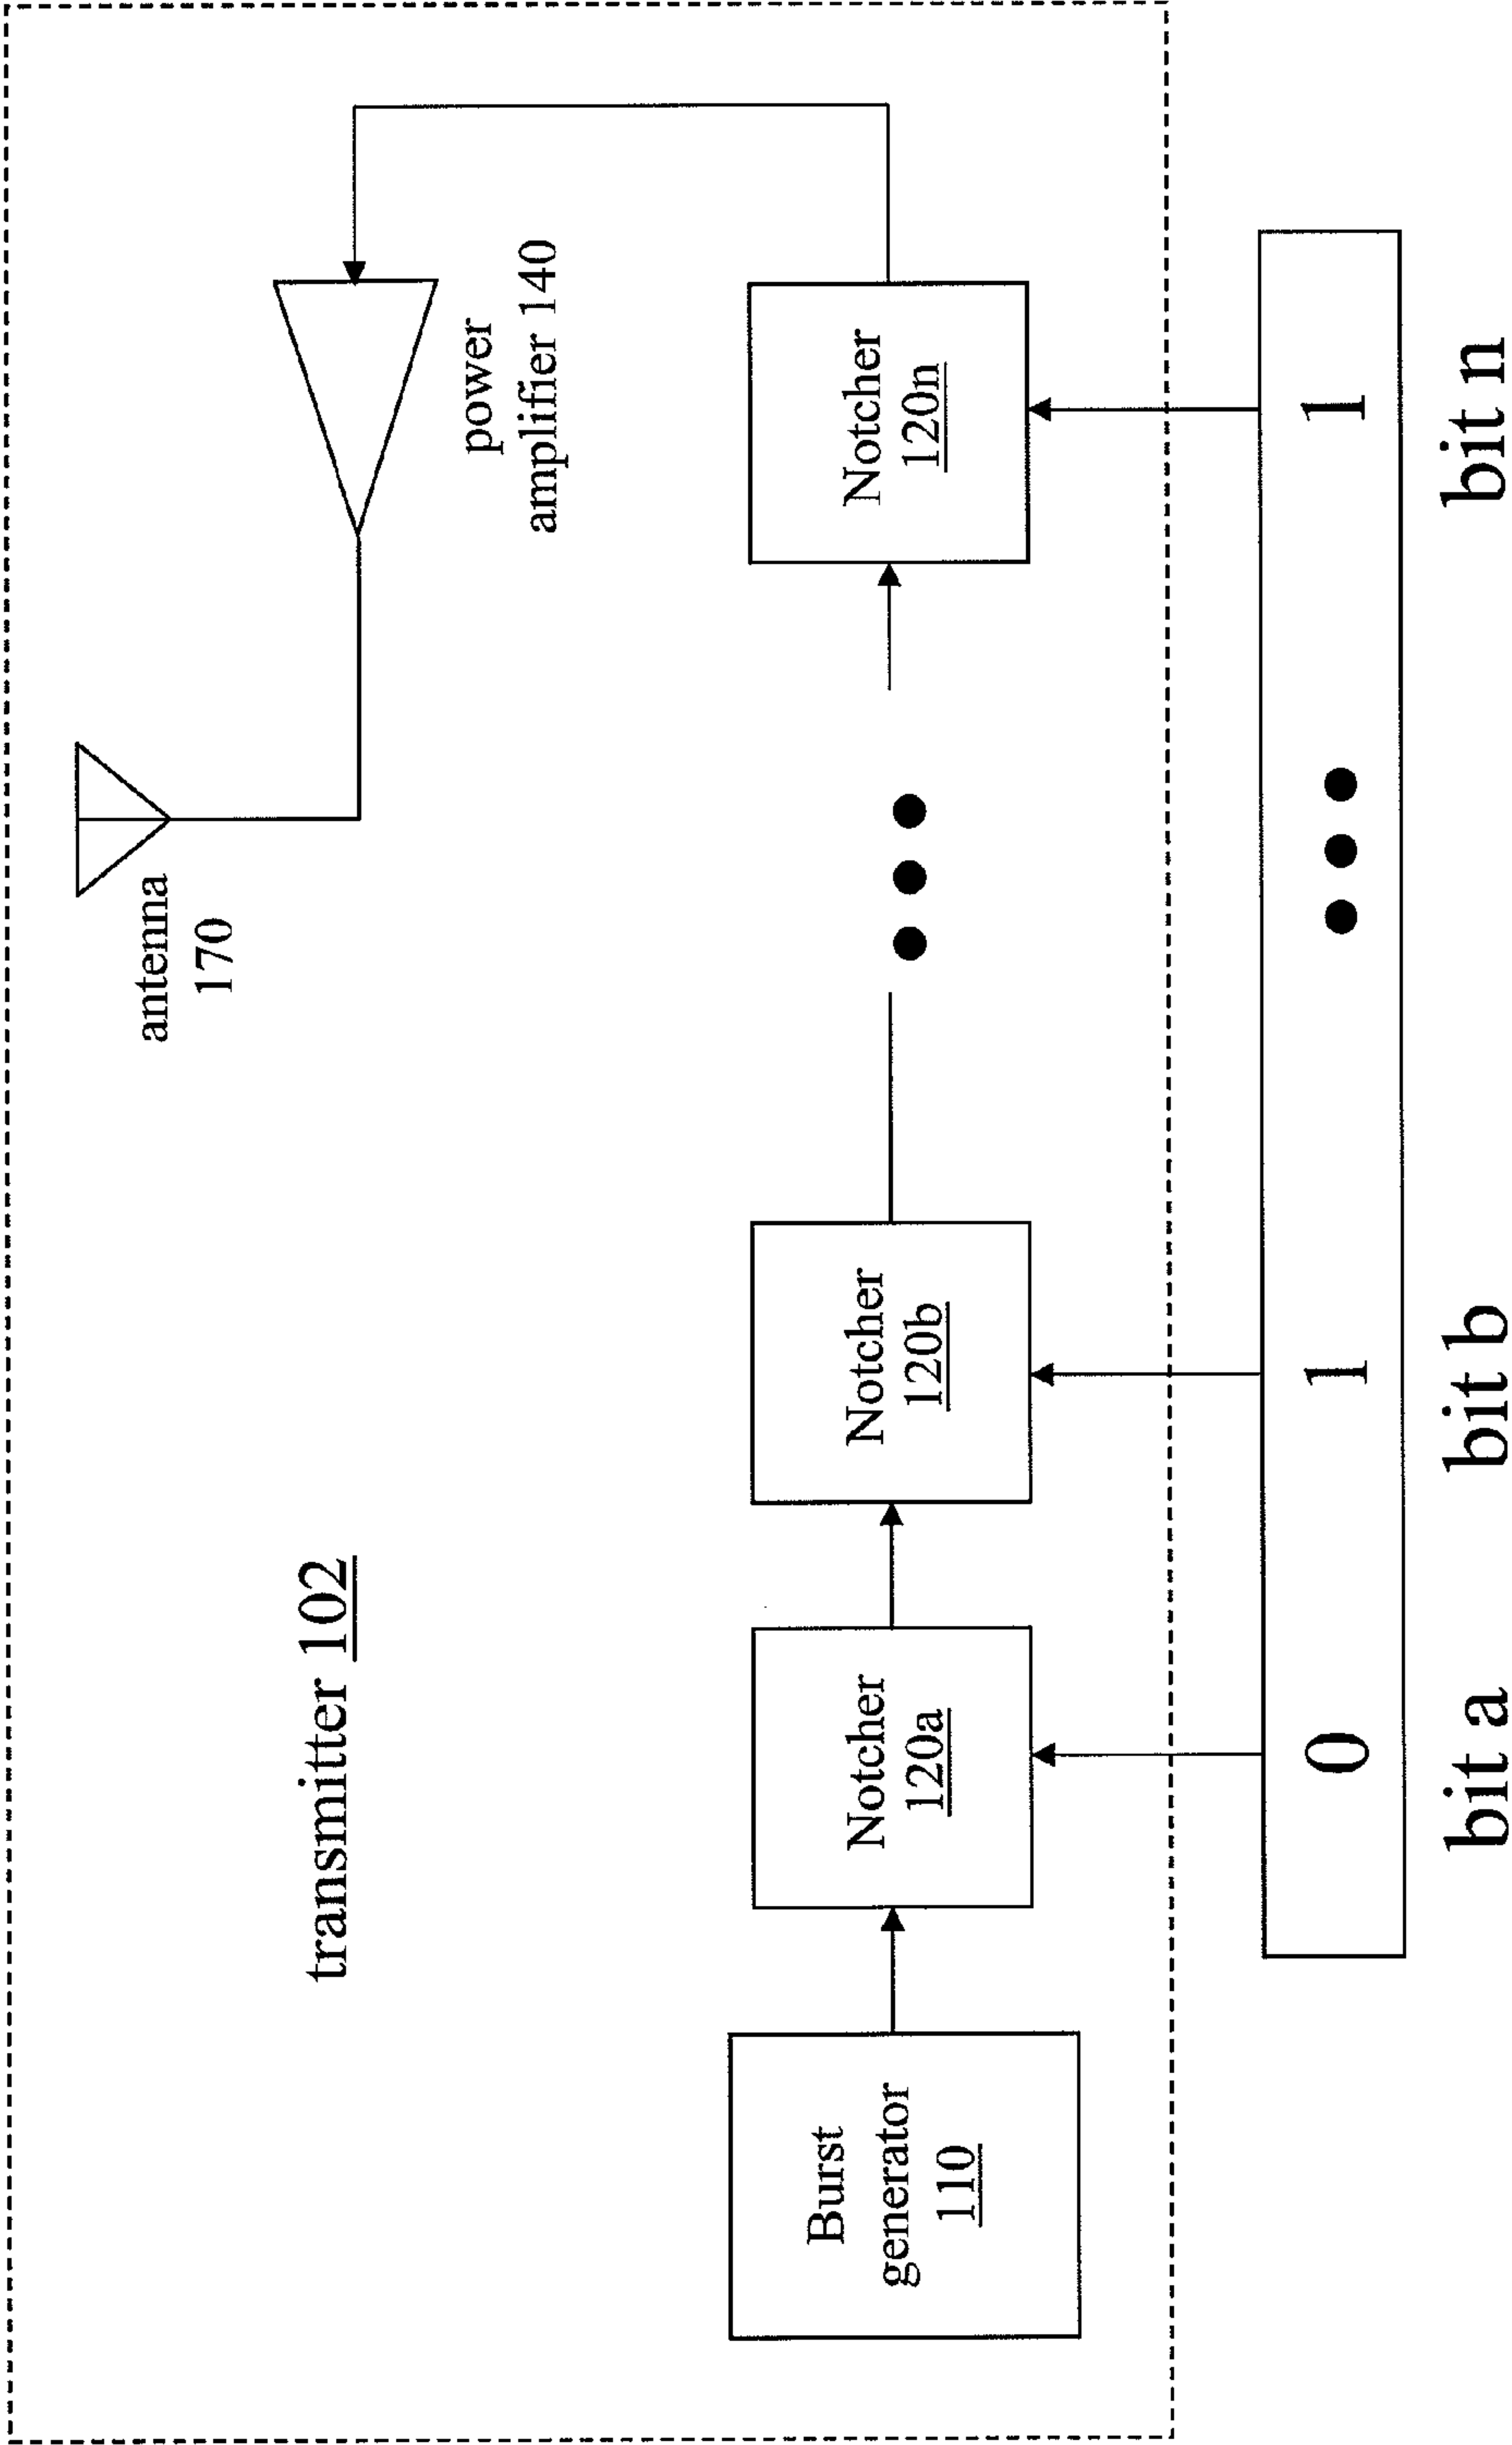 antenna
170
power
amplifier 140
transmitter 102
Burst
generator
110
Notcher
120a
Notcher
120b
Notcher
120n
0
1
1
bit a
bit b
bit n